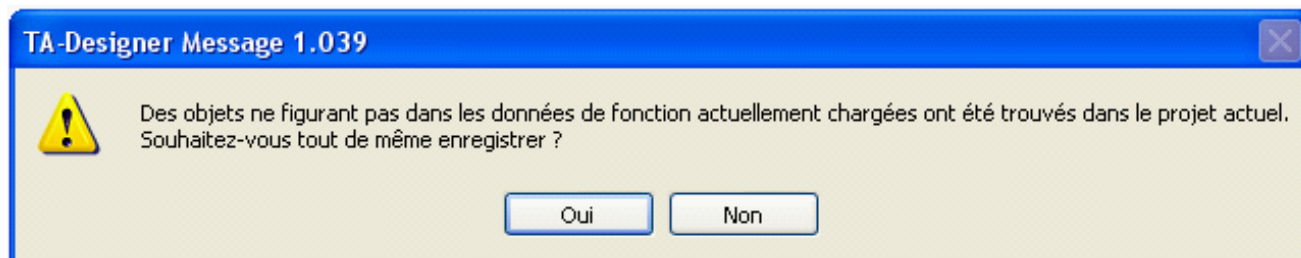 TA-Designer Message 1.039
Des objets ne figurant pas dans les données de fonction actuellement chargées ont été trouvés dans le projet actuel.
Souhaitez-vous tout de même enregistrer ?
Oui
Non